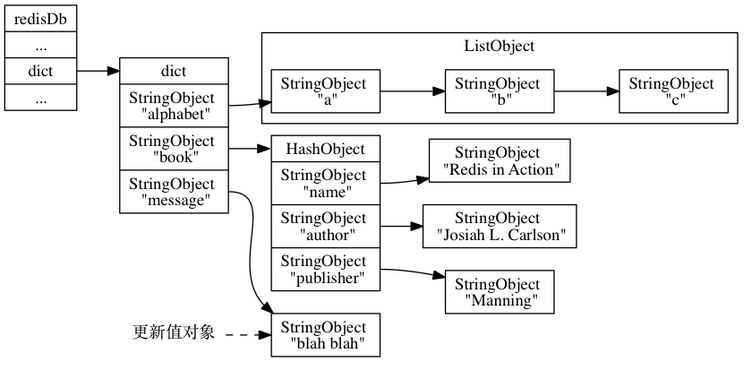 redisDb
...
dict
...
dict
StringObject
"alphabet"
StringObject
"book"
StringObject
"message"
ListObject
StringObject
"a"
StringObject
"b"
StringObject
"c"
HashObject
StringObject
"name"
StringObject
"author"
StringObject
"publisher"
StringObject
"Redis in Action"
StringObject
"Josiah L. Carlson"
StringObject
"Manning"
更新值对象
StringObject
"blah blah"